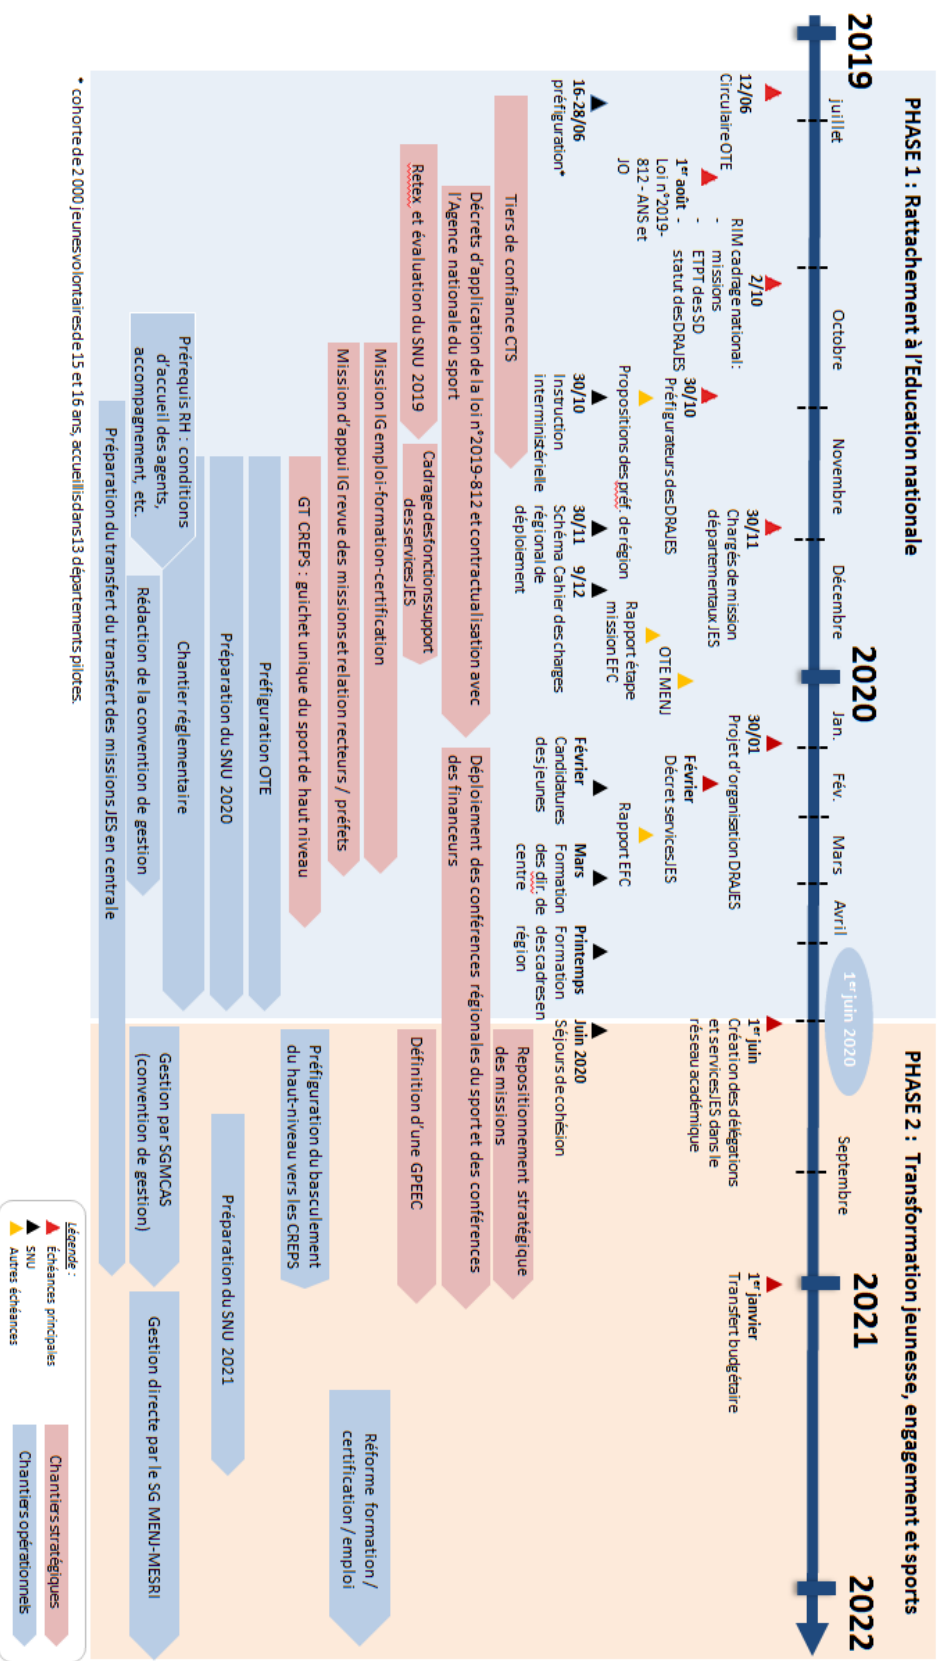 PHASE 1 : Rattachement à l'Education nationale
PHASE 2 : Transformation jeunesse, engagement et sports
2019
2020
2021
2022
juillet
Octobre
Novembre
Décembre
Jan.
Fév.
Mars
Avril
1er juin 2020
Septembre
12/06
Circulaire OTE
1er août -
Loi n°2019-
812 - ANS et
JO
2/10
RIM cadrage national :
- missions
- ETPT des SD
- statut des DRAJES
30/10
Préfigurateurs des DRAJES
Propositions des préf. de région
30/11
Chargés de mission
départementaux JES
OTE MENJ
Rapport étape
mission EFC
30/01
Projet d'organisation DRAJES
Février
Décret services JES
Rapport EFC
1er juin
Création des délégations
et services JES dans le
réseau académique
1er janvier
Transfert budgétaire
16-28/06
préfiguration*
30/10
Instruction
interministérielle
30/11
Schéma
régional de
déploiement
9/12
Cahier des charges
Février
Candidatures
des jeunes
Mars
Formation
des dir. de
centre
Printemps
Formation
des cadres en
région
Juin 2020
Séjours de cohésion
Tiers de confiance CTS
Repositionnement stratégique
des missions
Décrets d'application de la loi n°2019-812 et contractualisation avec
l'Agence nationale du sport
Déploiement des conférences régionales du sport et des conférences
des financeurs
Retex et évaluation du SNU 2019
Cadrage des fonctions support
des services JES
Définition d'une GPEEC
Mission IG emploi-formation-certification
Mission d'appui IG revue des missions et relation recteurs / préfets
Réforme formation /
certification / emploi
GT CREPS : guichet unique du sport de haut niveau
Préfiguration du basculement
du haut-niveau vers les CREPS
Préfiguration OTE
Préparation du SNU 2020
Préparation du SNU 2021
Prérequis RH : conditions
d'accueil des agents,
accompagnement, etc.
Chantier réglementaire
Rédaction de la convention de gestion
Gestion par SGMCAS
(convention de gestion)
Gestion directe par le SG MENJ-MESRI
Préparation du transfert du transfert des missions JES en centrale
* cohorte de 2 000 jeunes volontaires de 15 et 16 ans, accueillis dans 13 départements pilotes.
Légende :
Échéances principales
SNU
Autres échéances
Chantiers stratégiques
Chantiers opérationnels